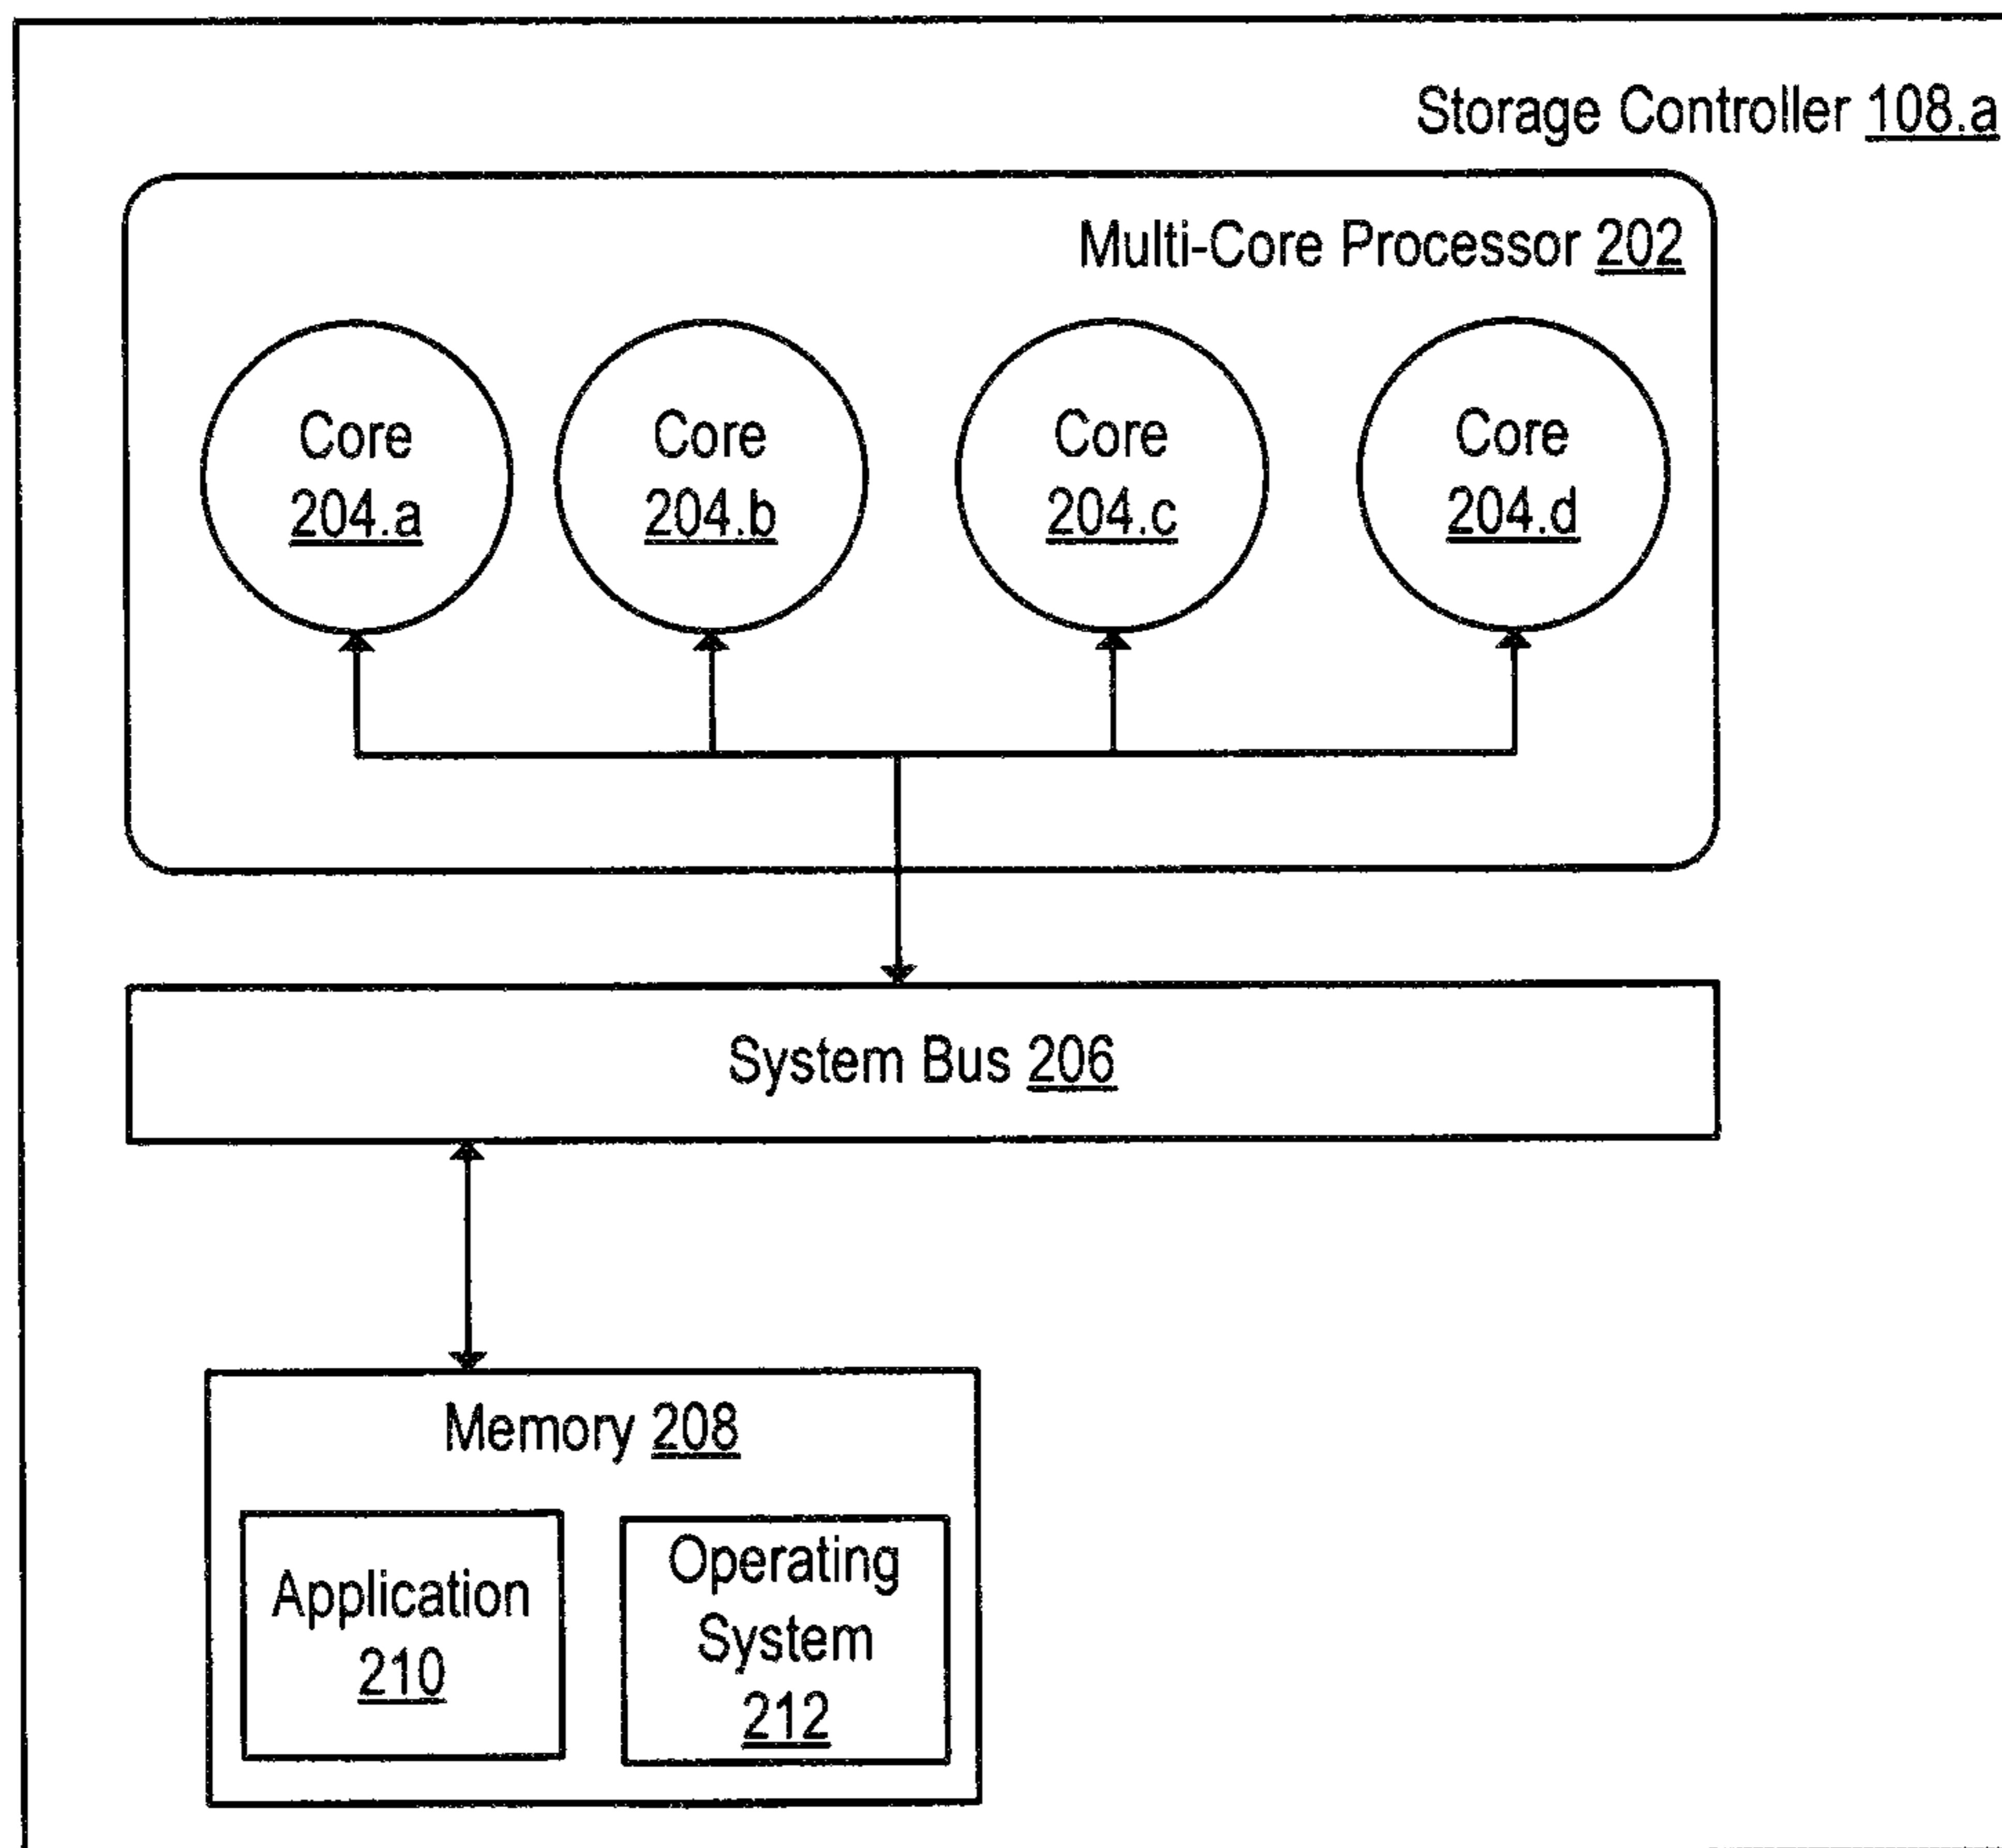 Storage Controller 108.a
Multi-Core Processor 202
Core
204.a
Core
204.b
Core
204.c
Core
204.d
System Bus 206
Memory 208
Application
210
Operating
System
212